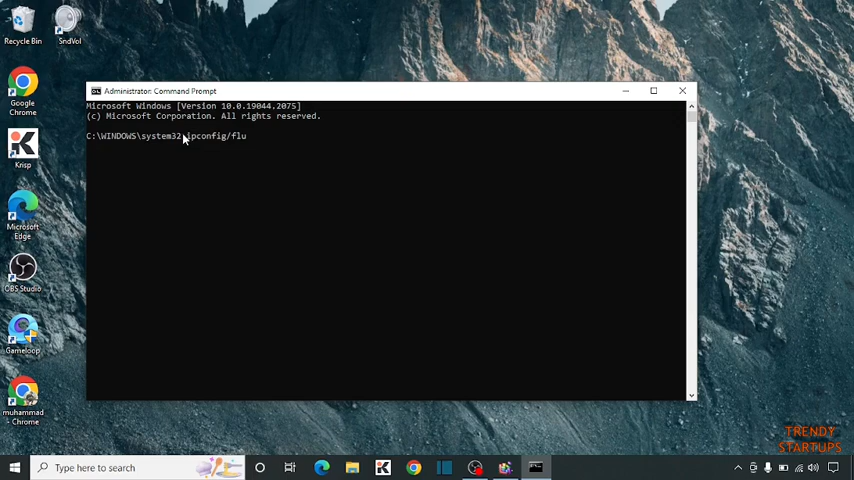 Recycle Bin
SndVol
Google
Chrome
Krisp
Microsoft
Edge
OBS Studio
Gameloop
muhammad
- Chrome
Administrator: Command Prompt
Microsoft Windows [Version 10.0.19044.2075]
(c) Microsoft Corporation. All rights reserved.
C:\WINDOWS\system32>ipconfig/flu
TRENDY
STARTUPS
Type here to search